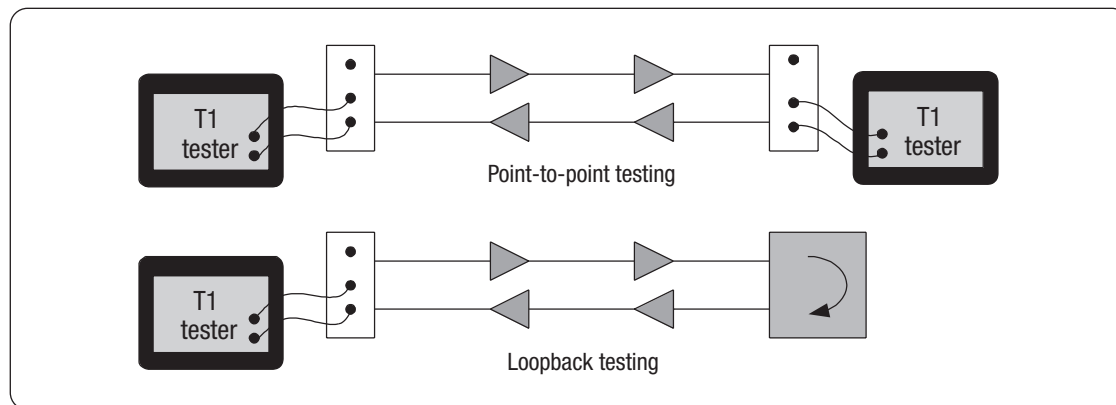 T1
tester
T1
tester
Point-to-point testing
T1
tester
Loopback testing